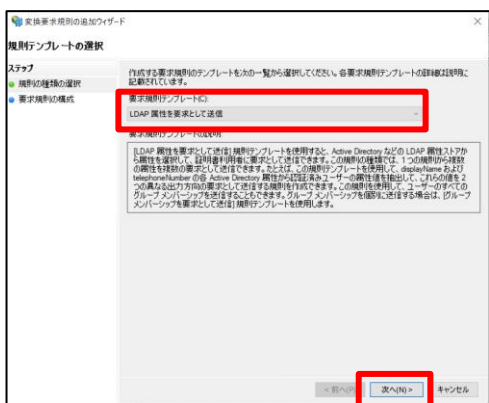 変換要求規則の追加ウィザード
規則テンプレートの選択
ステップ
規則の種類の選択
要求規則の構成
作成する要求規則のテンプレートを次の一覧から選択してください。各要求規則テンプレートの詳細は説明に
記載されています。
要求規則テンプレート(C):
LDAP 属性を要求として送信
要求規則テンプレートの説明:
[LDAP 属性を要求として送信] 規則テンプレートを使用すると、Active Directory などの LDAP 属性ストアか
ら属性を選択して、証明書利用者に要求として送信できます。この規則の種類では、1 つの規則から複数
の属性を複数の要求として送信できます。たとえば、この規則テンプレートを使用して、displayName および
telephoneNumber の各 Active Directory 属性から認証済みユーザーの属性値を抽出して、これらの値を 2
つの異なる出力方向の要求として送信する規則を作成できます。この規則を使用して、ユーザーのすべての
グループ メンバーシップを送信することもできます。グループ メンバーシップを個別に送信する場合は、[グループ
メンバーシップを要求として送信] 規則テンプレートを使用します。
< 前へ(P)
次へ(N) >
キャンセル